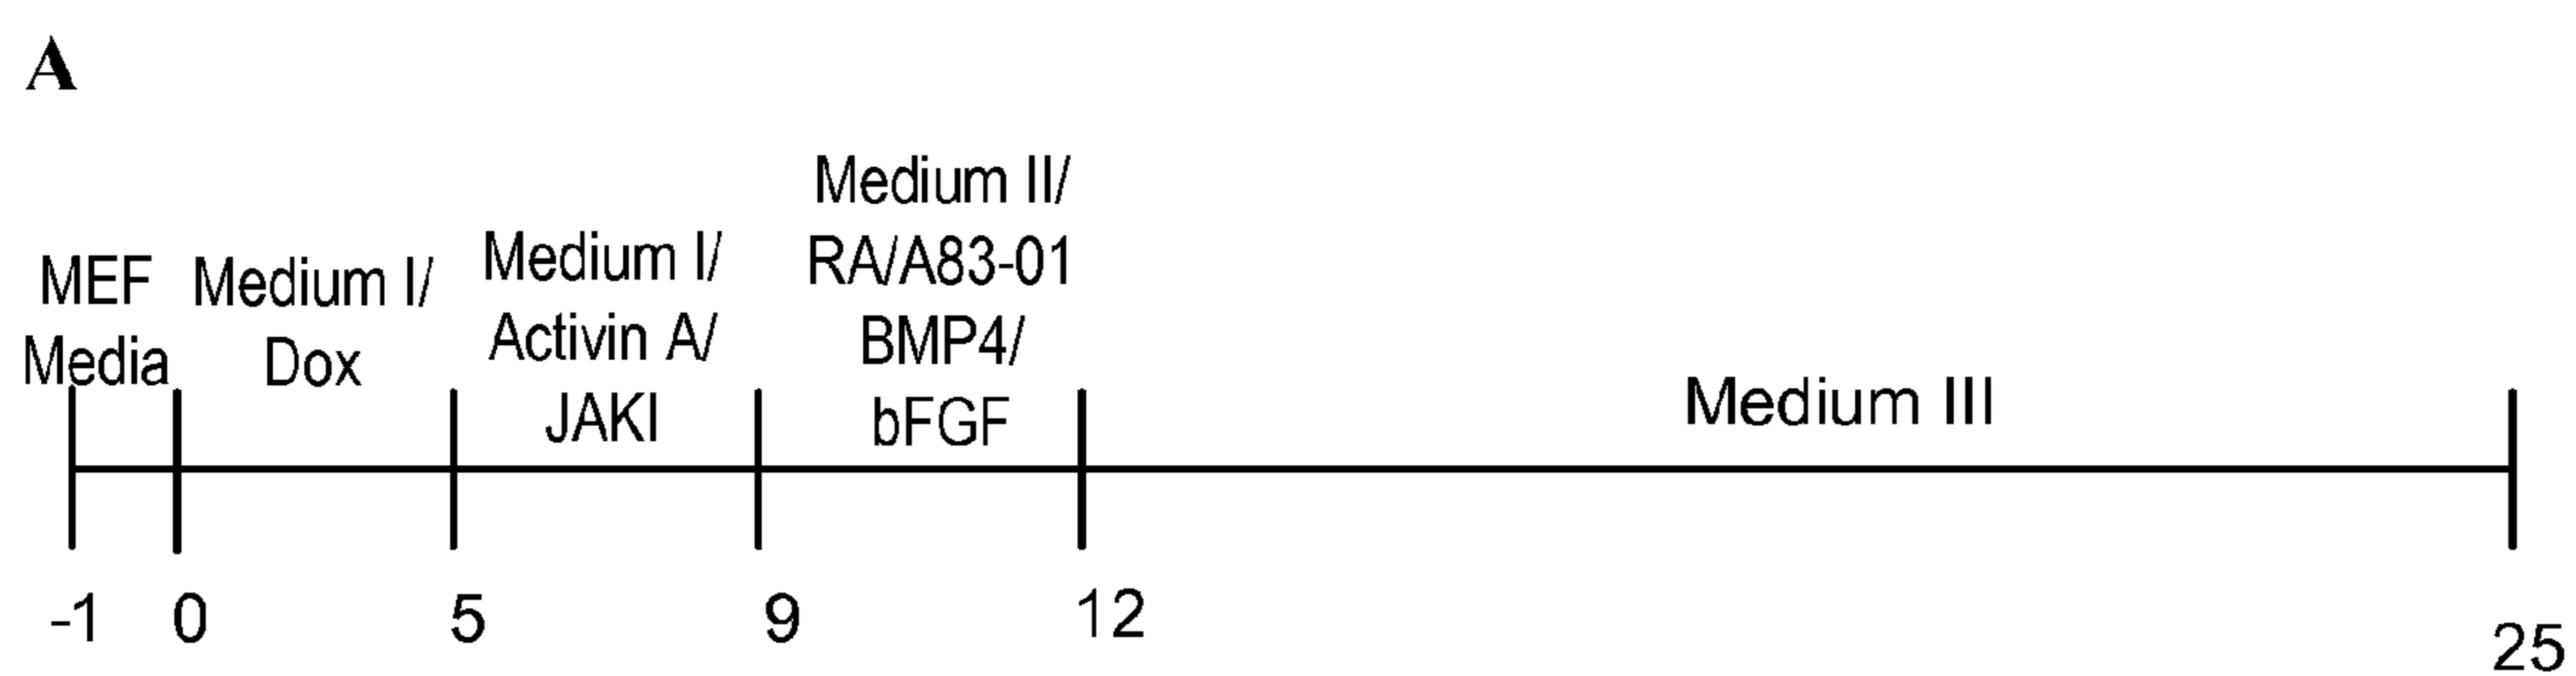 A
MEF
Media
Medium I/
Dox
Medium I/
Activin A/
JAKI
Medium II/
RA/A83-01
BMP4/
bFGF
Medium III
-1
0
5
9
12
25